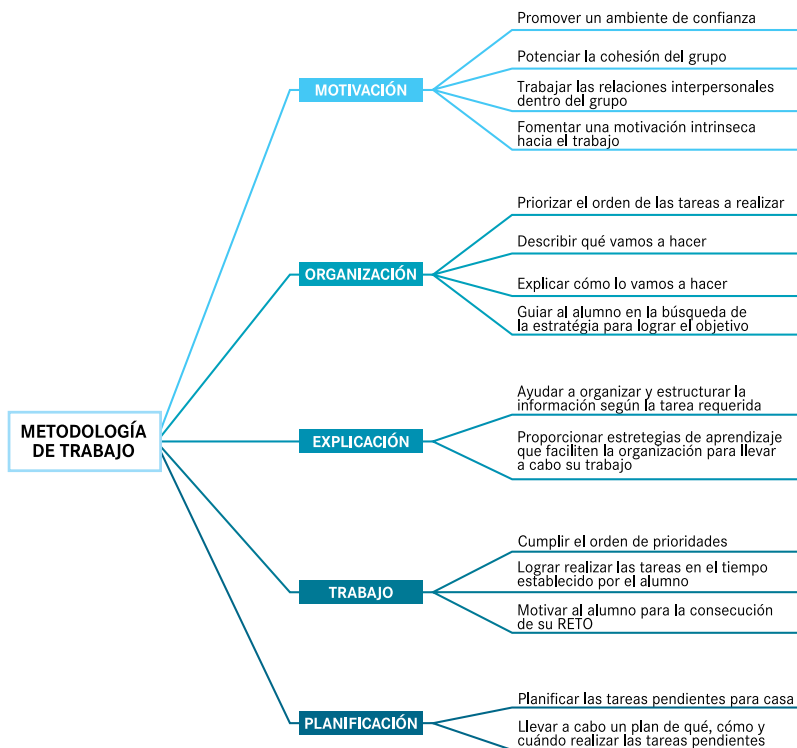 METODOLOGÍA
DE TRABAJO
MOTIVACIÓN
Promover un ambiente de confianza
Potenciar la cohesión del grupo
Trabajar las relaciones interpersonales
dentro del grupo
Fomentar una motivación intrinseca
hacia el trabajo
ORGANIZACIÓN
Priorizar el orden de las tareas a realizar
Describir qué vamos a hacer
Explicar cómo lo vamos a hacer
Guiar al alumno en la búsqueda de
la estratégia para lograr el objetivo
EXPLICACIÓN
Ayudar a organizar y estructurar la
información según la tarea requerida
Proporcionar estretegias de aprendizaje
que faciliten la organización para llevar
a cabo su trabajo
TRABAJO
Cumplir el orden de prioridades
Lograr realizar las tareas en el tiempo
establecido por el alumno
Motivar al alumno para la consecución
de su RETO
PLANIFICACIÓN
Planificar las tareas pendientes para casa
Llevar a cabo un plan de qué, cómo y
cuándo realizar las tareas pendientes